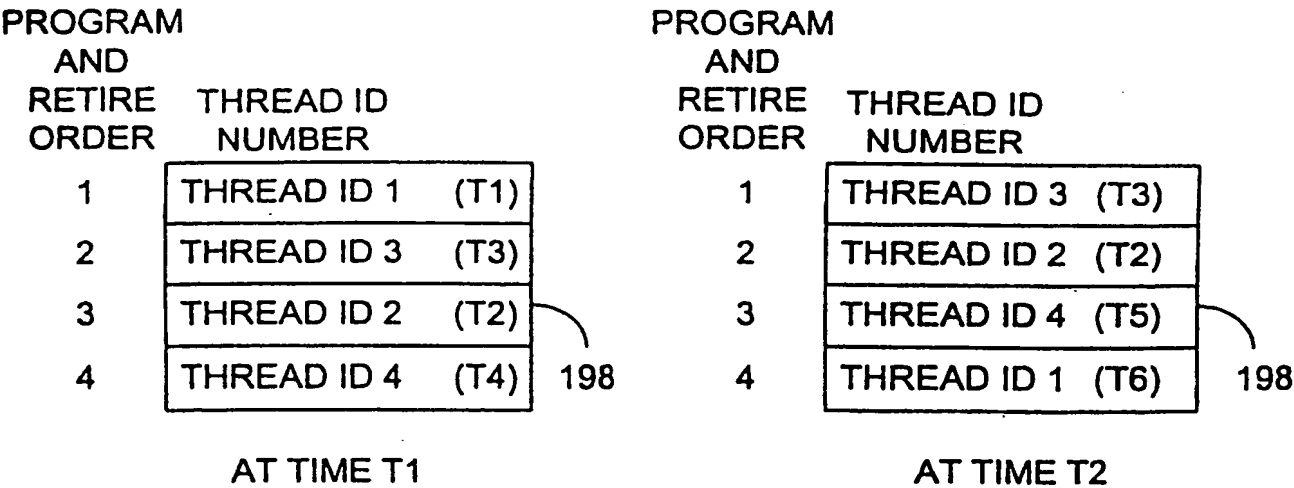 PROGRAM
AND
RETIRE
ORDER
THREAD ID
NUMBER
1 THREAD ID 1 (T1)
2 THREAD ID 3 (T3)
3 THREAD ID 2 (T2)
4 THREAD ID 4 (T4)
198
AT TIME T1
PROGRAM
AND
RETIRE
ORDER
THREAD ID
NUMBER
1 THREAD ID 3 (T3)
2 THREAD ID 2 (T2)
3 THREAD ID 4 (T5)
4 THREAD ID 1 (T6)
198
AT TIME T2